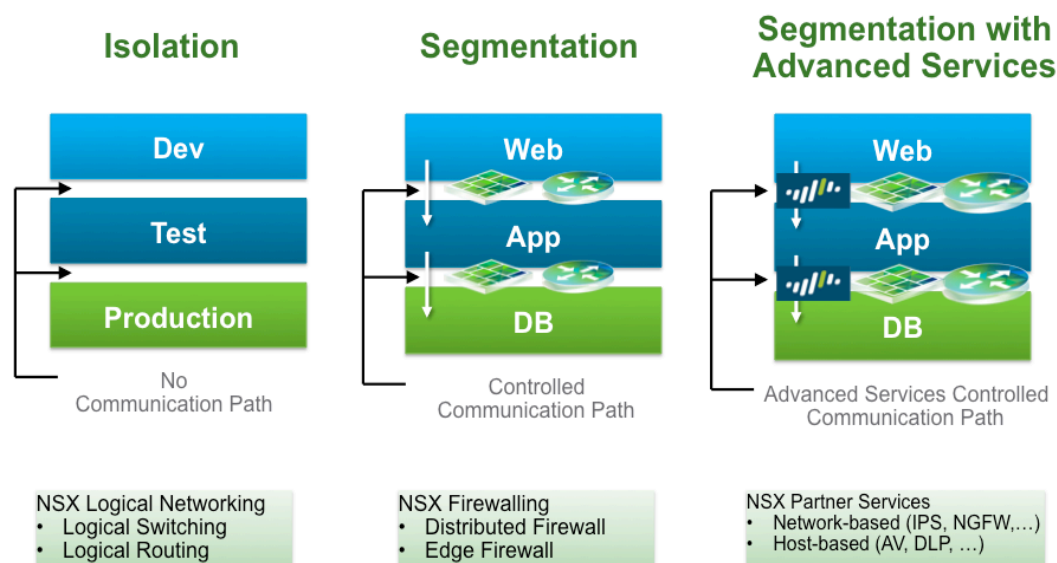 Isolation
Dev
Test
Production
No
Communication Path
NSX Logical Networking
• Logical Switching
• Logical Routing
Segmentation
Web
App
DB
Controlled
Communication Path
NSX Firewalling
• Distributed Firewall
• Edge Firewall
Segmentation with
Advanced Services
Web
App
DB
Advanced Services Controlled
Communication Path
NSX Partner Services
• Network-based (IPS, NGFW,...)
• Host-based (AV, DLP, ...)